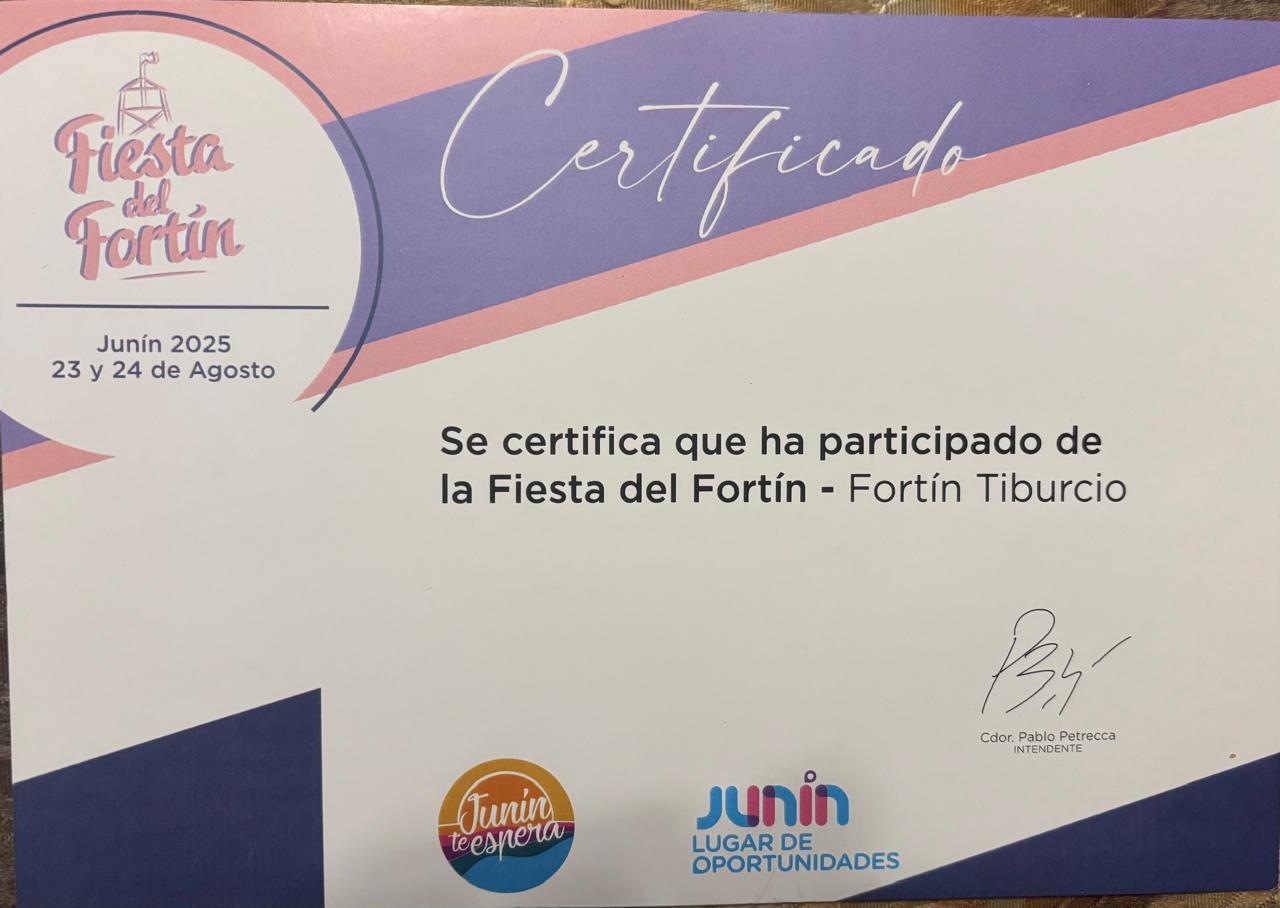 Fiesta
del
Fortín
Junín 2025
23 y 24 de Agosto
Certificado
Se certifica que ha participado de
la Fiesta del Fortín - Fortín Tiburcio
Cdor. Pablo Petrecca
INTENDENTE
Junín
te espera
JUNÍN
LUGAR DE
OPORTUNIDADES